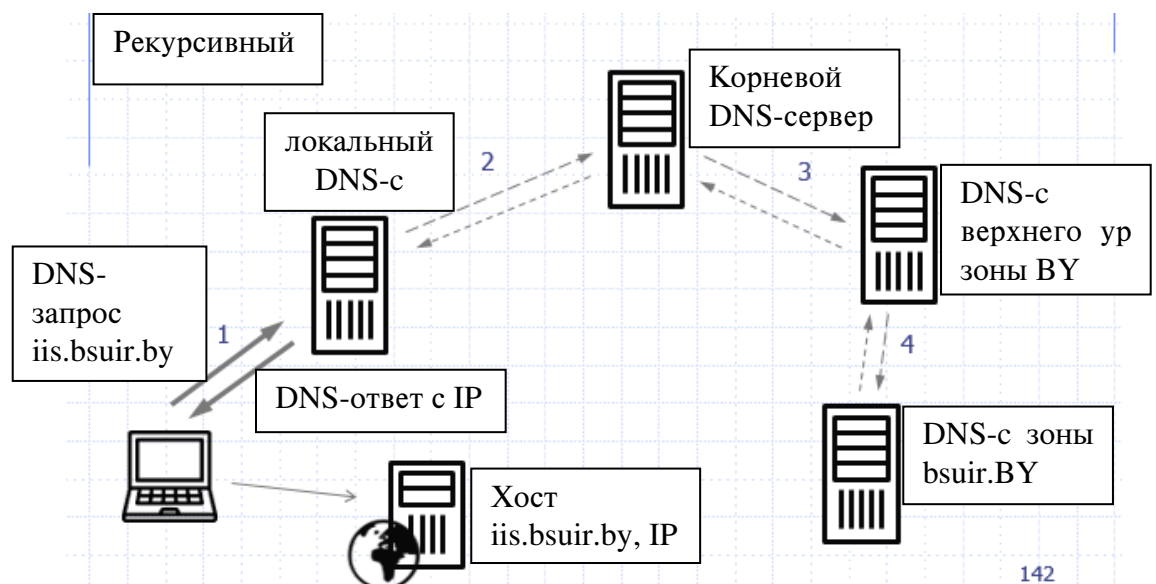 Рекурсивный
Корневой
DNS-сервер
локальный
DNS-с
2
3
DNS-с
верхнего ур
зоны BY
DNS-
запрос
iis.bsuir.by
1
4
DNS-ответ с IP
DNS-с зоны
bsuir.BY
Хост
iis.bsuir.by, IP
142